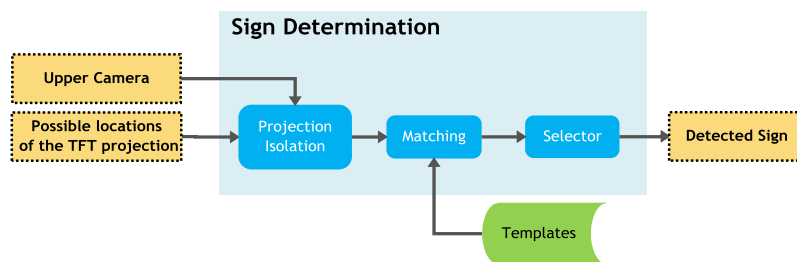 Sign Determination
Upper Camera
Possible locations
of the TFT projection
Projection
Isolation
Matching
Selector
Detected Sign
Templates